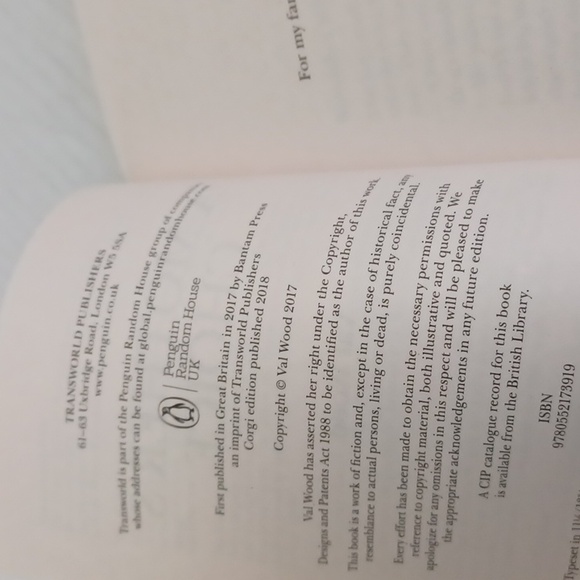 For my
TRANSWORLD PUBLISHERS
61–63 Uxbridge Road, London W5 5SA
www.penguin.co.uk
Transworld is part of the Penguin Random House group of companies
whose addresses can be found at global.penguinrandomhouse.com
Penguin
Random House
UK
First published in Great Britain in 2017 by Bantam Press
an imprint of Transworld Publishers
Corgi edition published 2018
Copyright © Val Wood 2017
Val Wood has asserted her right under the Copyright,
Designs and Patents Act 1988 to be identified as the author of this work.
This book is a work of fiction and, except in the case of historical fact, any
resemblance to actual persons, living or dead, is purely coincidental.
Every effort has been made to obtain the necessary permissions with
reference to copyright material, both illustrative and quoted. We
apologize for any omissions in this respect and will be pleased to make
the appropriate acknowledgements in any future edition.
A CIP catalogue record for this book
is available from the British Library.
ISBN
9780552173919
Typeset in